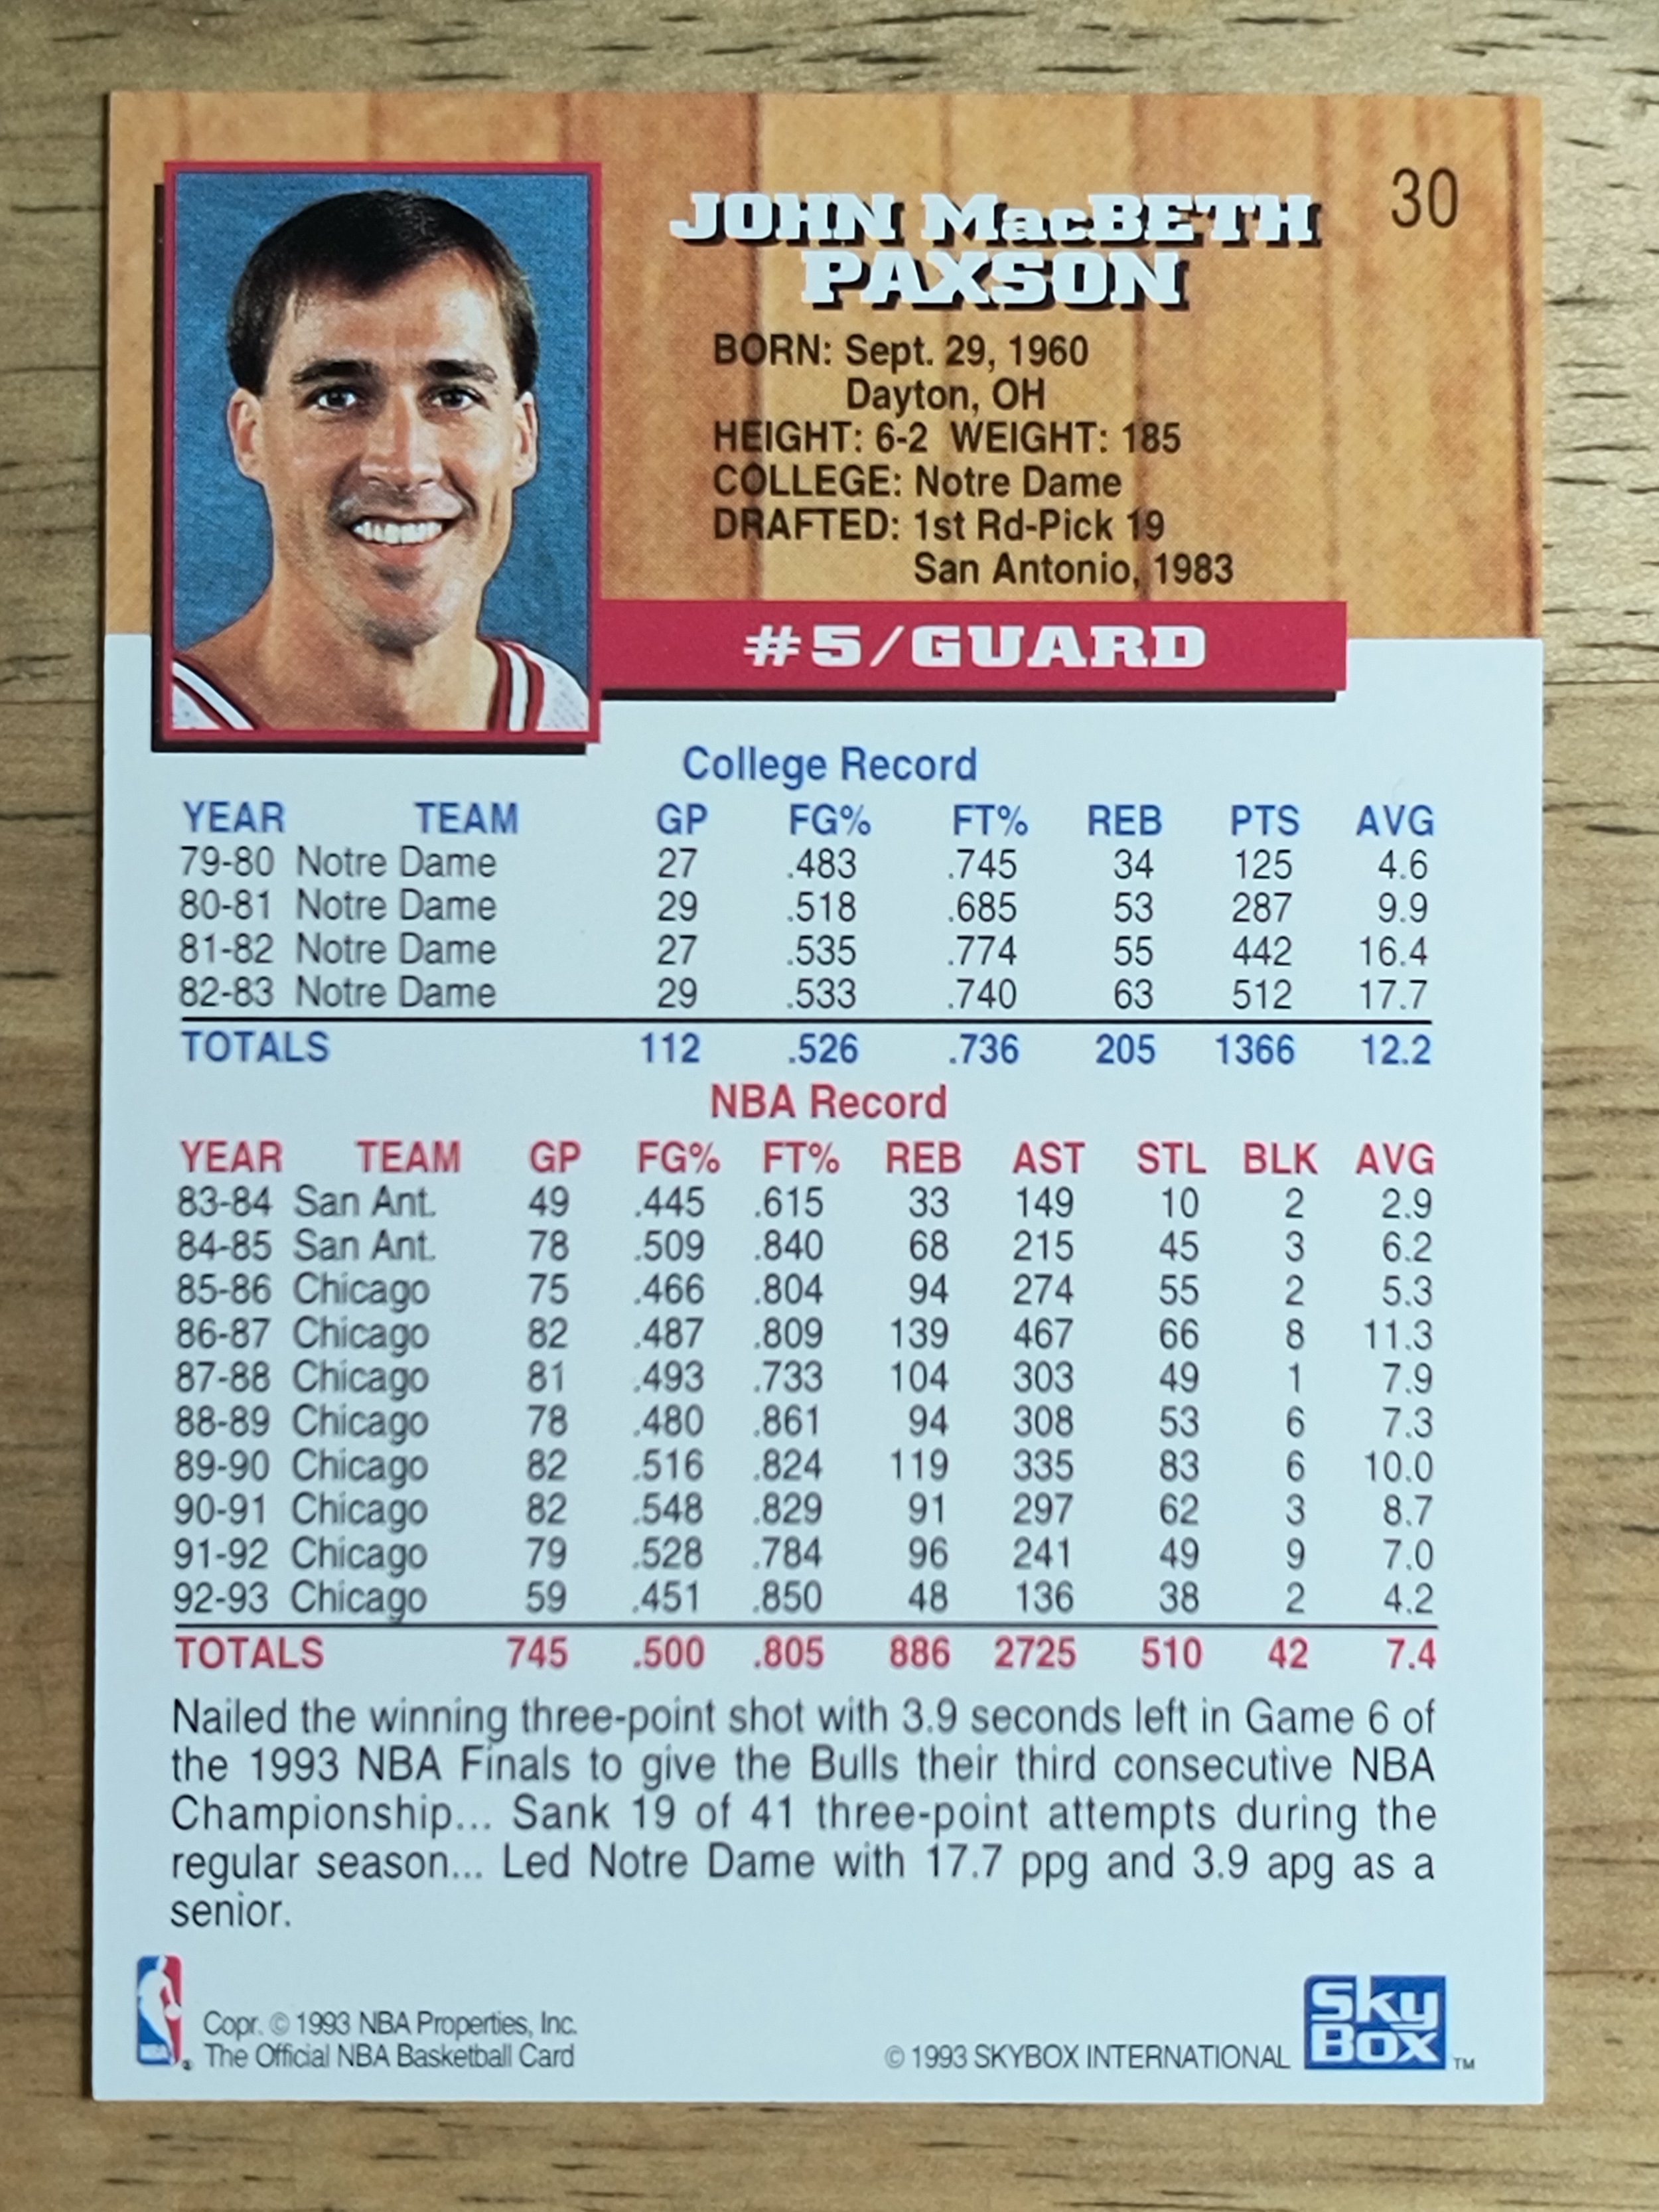 30
JOHN MacBETH
PAXSON
BORN: Sept. 29, 1960
Dayton, OH
HEIGHT: 6-2 WEIGHT: 185
COLLEGE: Notre Dame
DRAFTED: 1st Rd-Pick 19
San Antonio, 1983
#5/GUARD
College Record
YEAR TEAM GP FG% FT% REB PTS AVG
79-80 Notre Dame 27 .483 .745 34 125 4.6
80-81 Notre Dame 29 .518 .685 53 287 9.9
81-82 Notre Dame 27 .535 .774 55 442 16.4
82-83 Notre Dame 29 .533 .740 63 512 17.7
TOTALS 112 .526 .736 205 1366 12.2
NBA Record
YEAR TEAM GP FG% FT% REB AST STL BLK AVG
83-84 San Ant. 49 .445 .615 33 149 10 2 2.9
84-85 San Ant. 78 .509 .840 68 215 45 3 6.2
85-86 Chicago 75 .466 .804 94 274 55 2 5.3
86-87 Chicago 82 .487 .809 139 467 66 8 11.3
87-88 Chicago 81 .493 .733 104 303 49 1 7.9
88-89 Chicago 78 .480 .861 94 308 53 6 7.3
89-90 Chicago 82 .516 .824 119 335 83 6 10.0
90-91 Chicago 82 .548 .829 91 297 62 3 8.7
91-92 Chicago 79 .528 .784 96 241 49 9 7.0
92-93 Chicago 59 .451 .850 48 136 38 2 4.2
TOTALS 745 .500 .805 886 2725 510 42 7.4
Nailed the winning three-point shot with 3.9 seconds left in Game 6 of
the 1993 NBA Finals to give the Bulls their third consecutive NBA
Championship... Sank 19 of 41 three-point attempts during the
regular season... Led Notre Dame with 17.7 ppg and 3.9 apg as a
senior.
NBA ®
Copr. © 1993 NBA Properties, Inc.
The Official NBA Basketball Card
© 1993 SKYBOX INTERNATIONAL
SKY
BOX ™